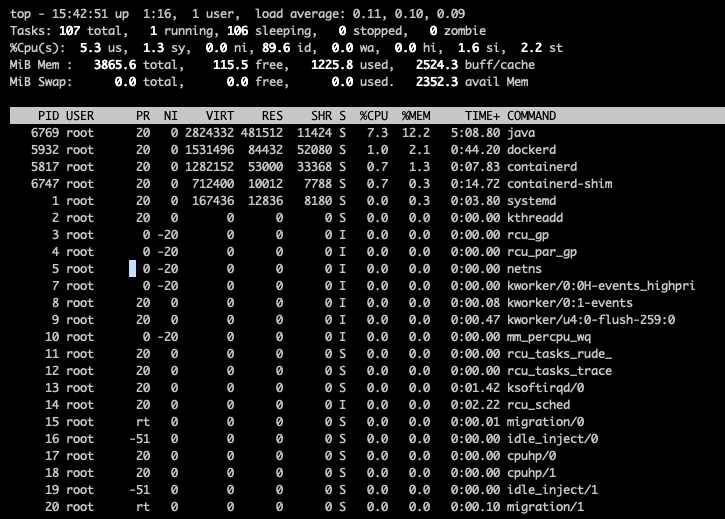 top - 15:42:51 up  1:16,  1 user,  load average: 0.11, 0.10, 0.09
Tasks: 107 total,   1 running, 106 sleeping,   0 stopped,   0 zombie
%Cpu(s):  5.3 us,  1.3 sy,  0.0 ni, 89.6 id,  0.0 wa,  0.0 hi,  1.6 si,  2.2 st
MiB Mem :   3865.6 total,    115.5 free,   1225.8 used,   2524.3 buff/cache
MiB Swap:      0.0 total,      0.0 free,      0.0 used.   2352.3 avail Mem
PID USER      PR  NI    VIRT    RES    SHR S  %CPU  %MEM     TIME+ COMMAND
6769 root      20   0 2824332 481512  11424 S   7.3  12.2   5:08.80 java
5932 root      20   0 1531496  84432  52080 S   1.0   2.1   0:44.20 dockerd
5817 root      20   0 1282152  53000  33368 S   0.7   1.3   0:07.83 containerd
6747 root      20   0  712400  10012   7788 S   0.7   0.3   0:14.72 containerd-shim
1 root      20   0  167436  12836   8180 S   0.0   0.3   0:03.80 systemd
2 root      20   0       0      0      0 S   0.0   0.0   0:00.00 kthreadd
3 root       0 -20       0      0      0 I   0.0   0.0   0:00.00 rcu_gp
4 root       0 -20       0      0      0 I   0.0   0.0   0:00.00 rcu_par_gp
5 root       0 -20       0      0      0 I   0.0   0.0   0:00.00 netns
7 root       0 -20       0      0      0 I   0.0   0.0   0:00.00 kworker/0:0H-events_highpri
8 root      20   0       0      0      0 I   0.0   0.0   0:00.08 kworker/0:1-events
9 root      20   0       0      0      0 I   0.0   0.0   0:00.47 kworker/u4:0-flush-259:0
10 root       0 -20       0      0      0 I   0.0   0.0   0:00.00 mm_percpu_wq
11 root      20   0       0      0      0 S   0.0   0.0   0:00.00 rcu_tasks_rude_
12 root      20   0       0      0      0 S   0.0   0.0   0:00.00 rcu_tasks_trace
13 root      20   0       0      0      0 S   0.0   0.0   0:01.42 ksoftirqd/0
14 root      20   0       0      0      0 I   0.0   0.0   0:02.22 rcu_sched
15 root      rt   0       0      0      0 S   0.0   0.0   0:00.01 migration/0
16 root     -51   0       0      0      0 S   0.0   0.0   0:00.00 idle_inject/0
17 root      20   0       0      0      0 S   0.0   0.0   0:00.00 cpuhp/0
18 root      20   0       0      0      0 S   0.0   0.0   0:00.00 cpuhp/1
19 root     -51   0       0      0      0 S   0.0   0.0   0:00.00 idle_inject/1
20 root      rt   0       0      0      0 S   0.0   0.0   0:00.10 migration/1